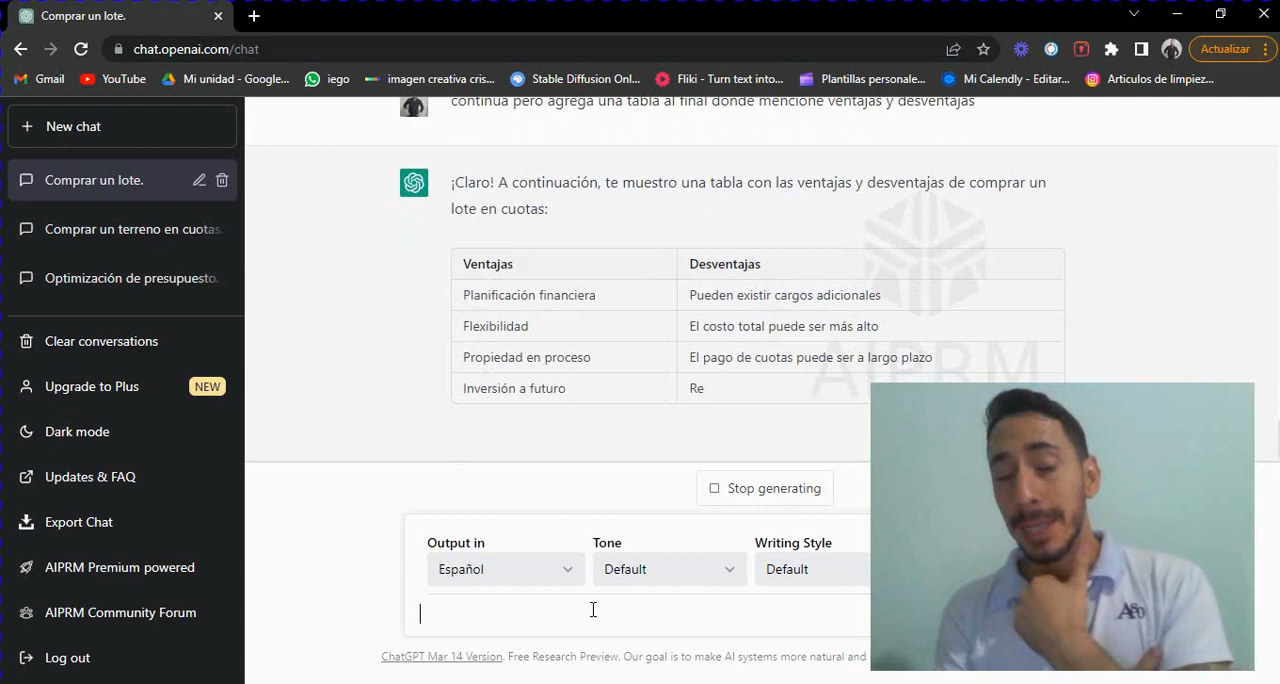 Comprar un lote.
chat.openai.com/chat
Actualizar
Gmail
YouTube
Mi unidad - Google...
iego
imagen creativa cris...
Stable Diffusion Onl...
Fliki - Turn text into...
Plantillas personale...
Mi Calendly - Editar...
Articulos de limpiez...
New chat
Comprar un lote.
Comprar un terreno en cuotas
Optimización de presupuesto.
Clear conversations
Upgrade to Plus NEW
Dark mode
Updates & FAQ
Export Chat
AIPRM Premium powered
AIPRM Community Forum
Log out
continua pero agrega una tabla al final donde mencione ventajas y desventajas
¡Claro! A continuación, te muestro una tabla con las ventajas y desventajas de comprar un
lote en cuotas:
Ventajas Desventajas
Planificación financiera Pueden existir cargos adicionales
Flexibilidad El costo total puede ser más alto
Propiedad en proceso El pago de cuotas puede ser a largo plazo
Inversión a futuro Re
AIPRM
Stop generating
Output in Tone Writing Style
Español Default Default
ChatGPT Mar 14 Version. Free Research Preview. Our goal is to make AI systems more natural and